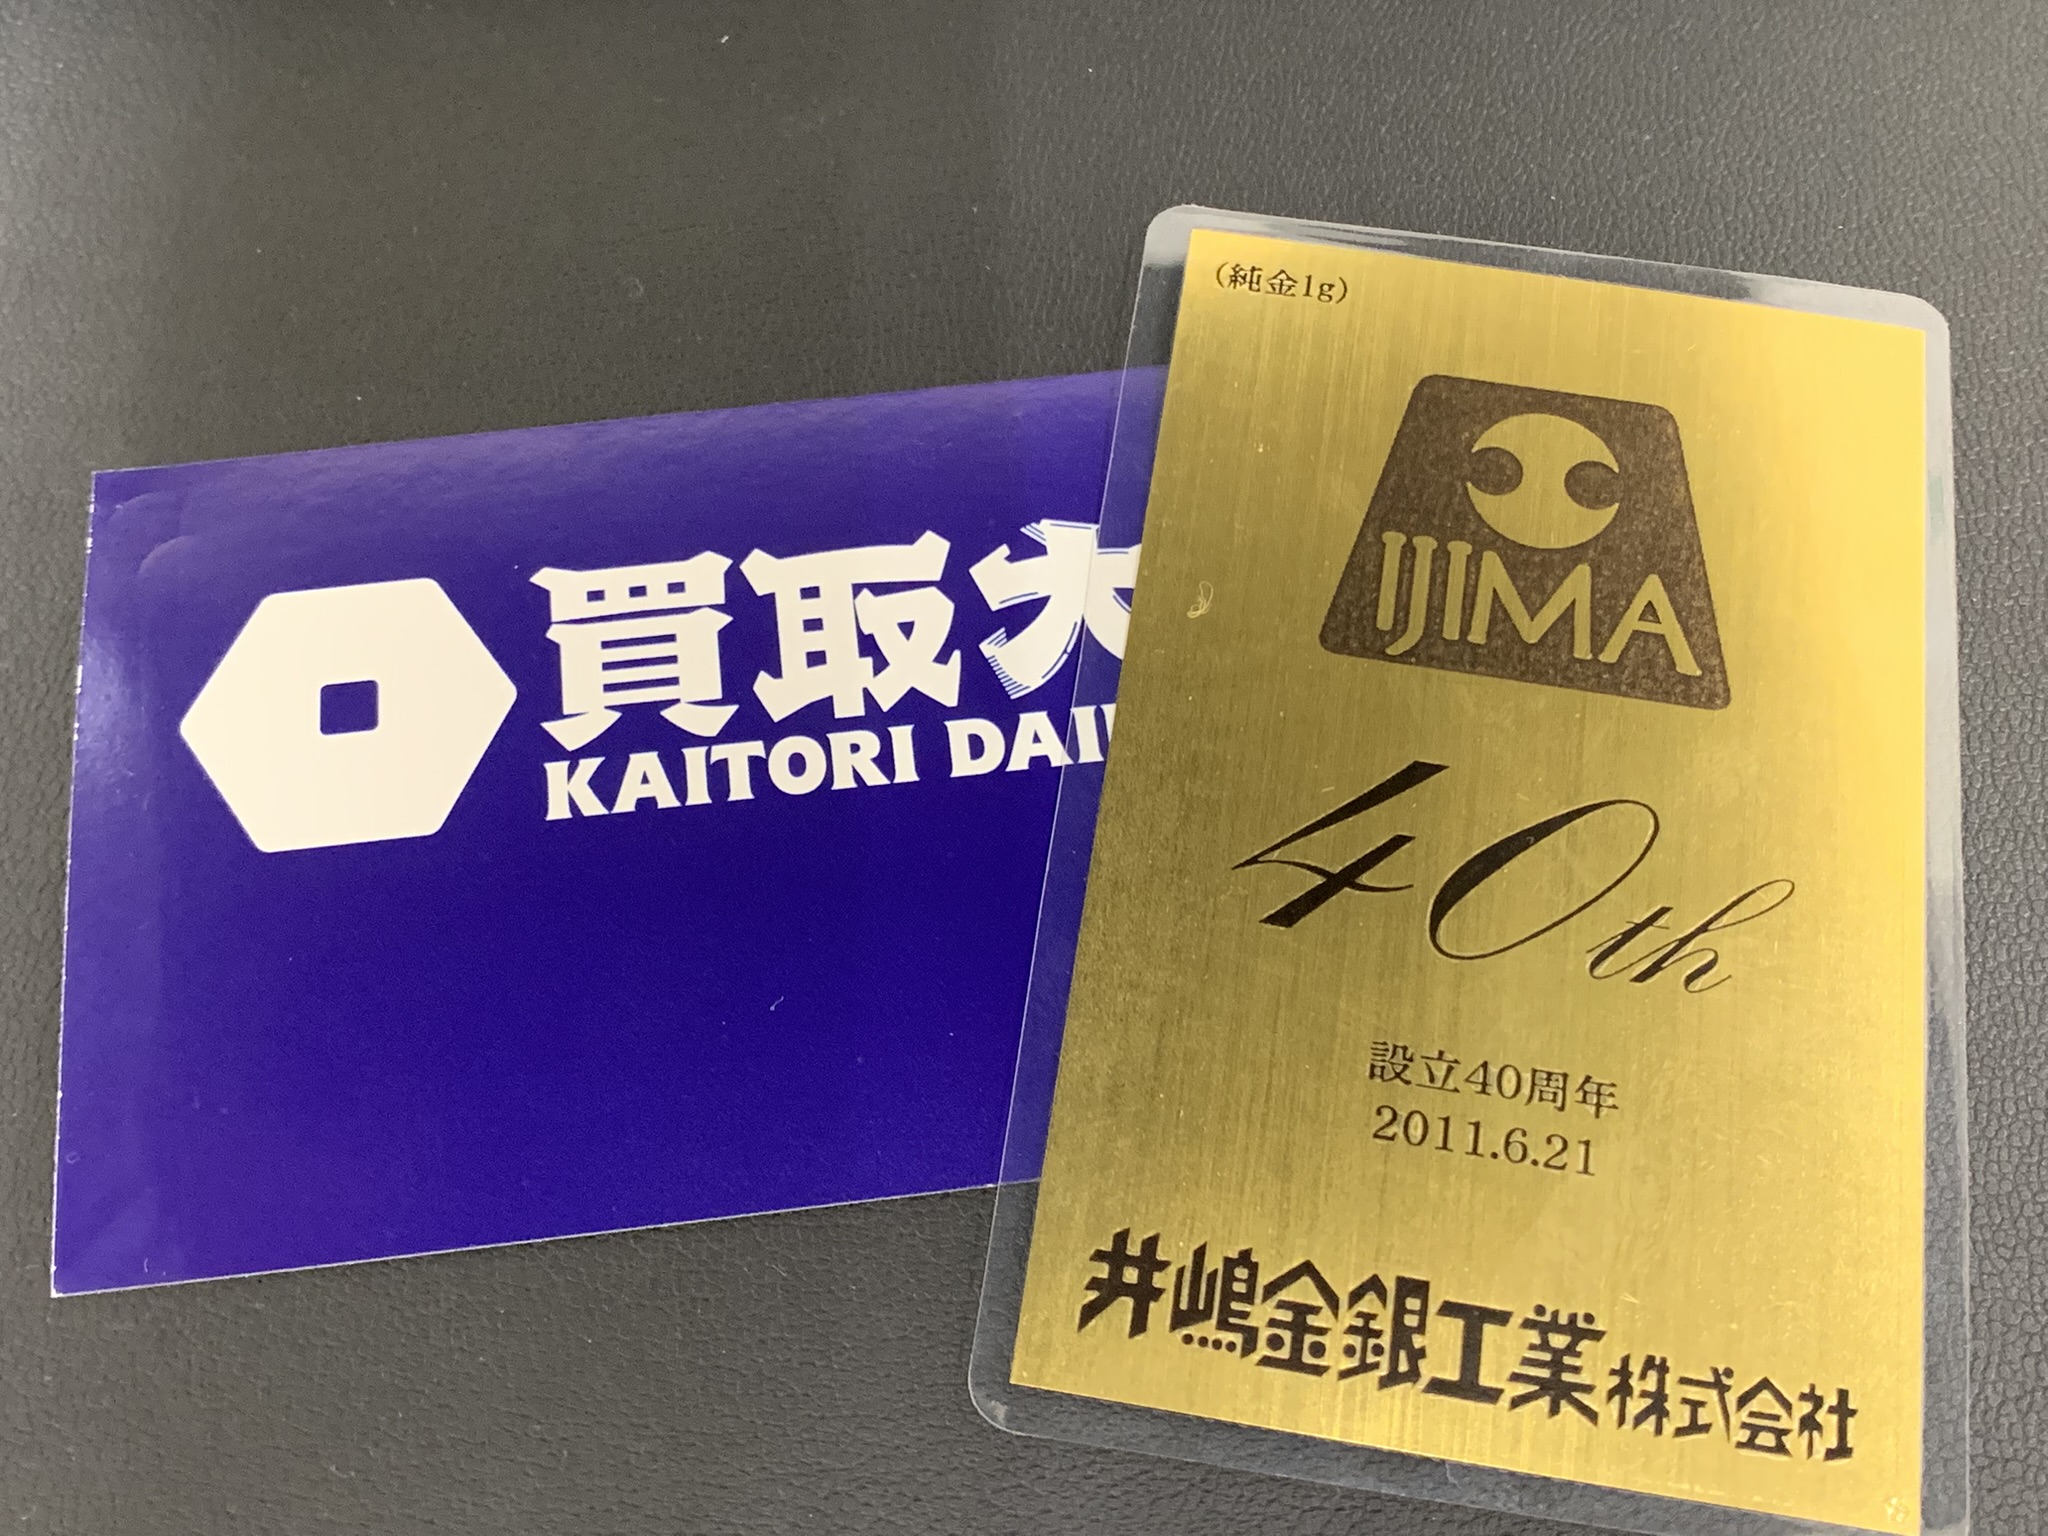 買取大
KAITORI DAI
(純金1g)
IJIMA
40th
設立40周年
2011.6.21
井嶋金銀工業株式会社